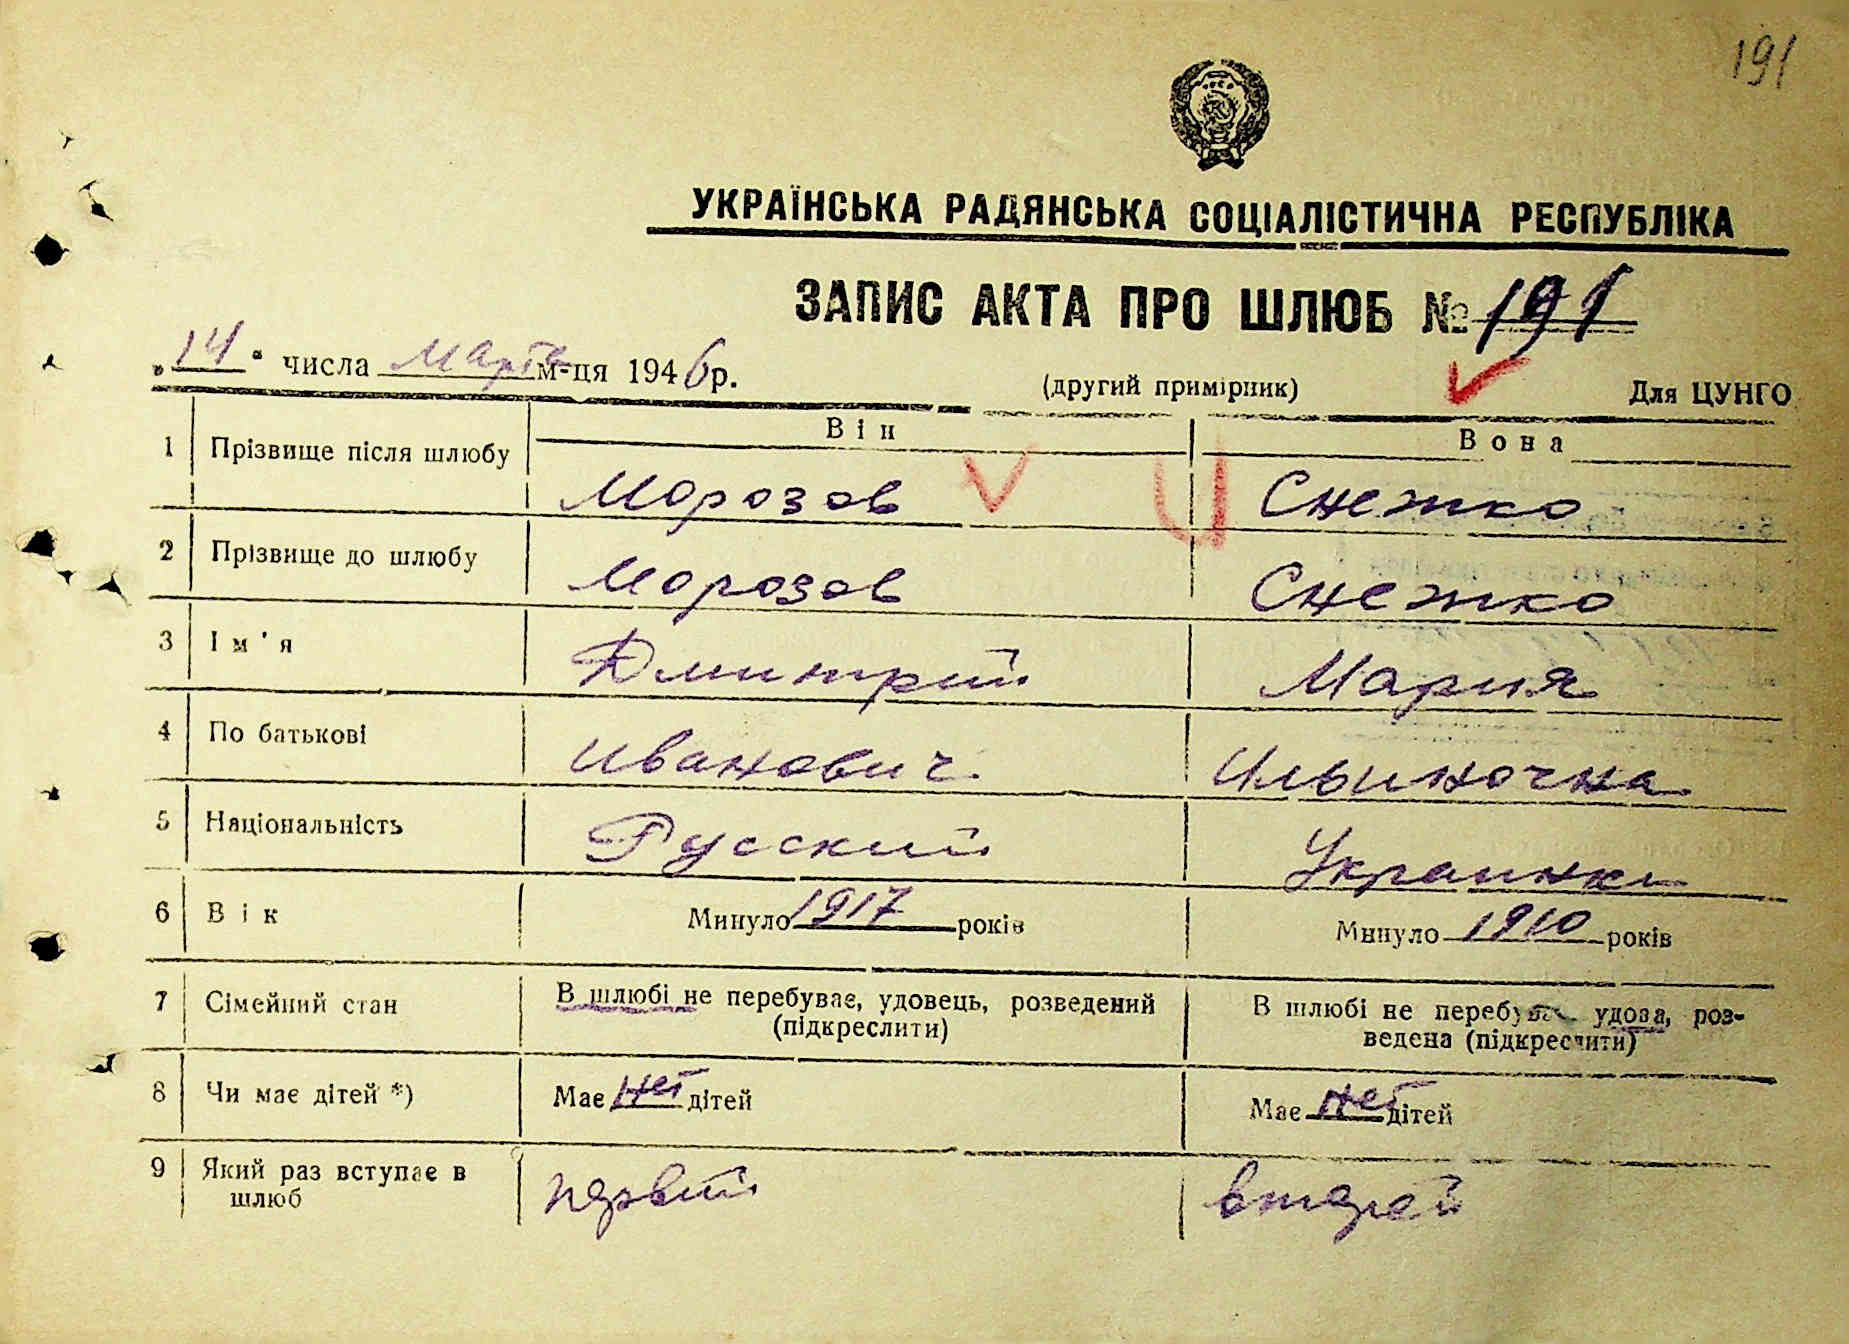 191
УКРАЇНСЬКА РАДЯНСЬКА СОЦІАЛІСТИЧНА РЕСПУБЛІКА
ЗАПИС АКТА ПРО ШЛЮБ № 191
„14“ числа Марта м-ця 1946 р.
(другий примірник) Для ЦУНГО
Він Вона
1 Прізвище після шлюбу Морозов Снежко
2 Прізвище до шлюбу Морозов Снежко
3 Ім'я Дмитрий Мария
4 По батькові Иванович Ильиночна
5 Національність Русский Украинка
6 Вік Минуло 1917 років Минуло 1910 років
7 Сімейний стан В шлюбі не перебуває, удовець, розведений В шлюбі не перебуває, удова, роз-
(підкреслити) ведена (підкреслити)
8 Чи має дітей *) Має нет дітей Має нет дітей
9 Який раз вступає в первий второй
шлюб